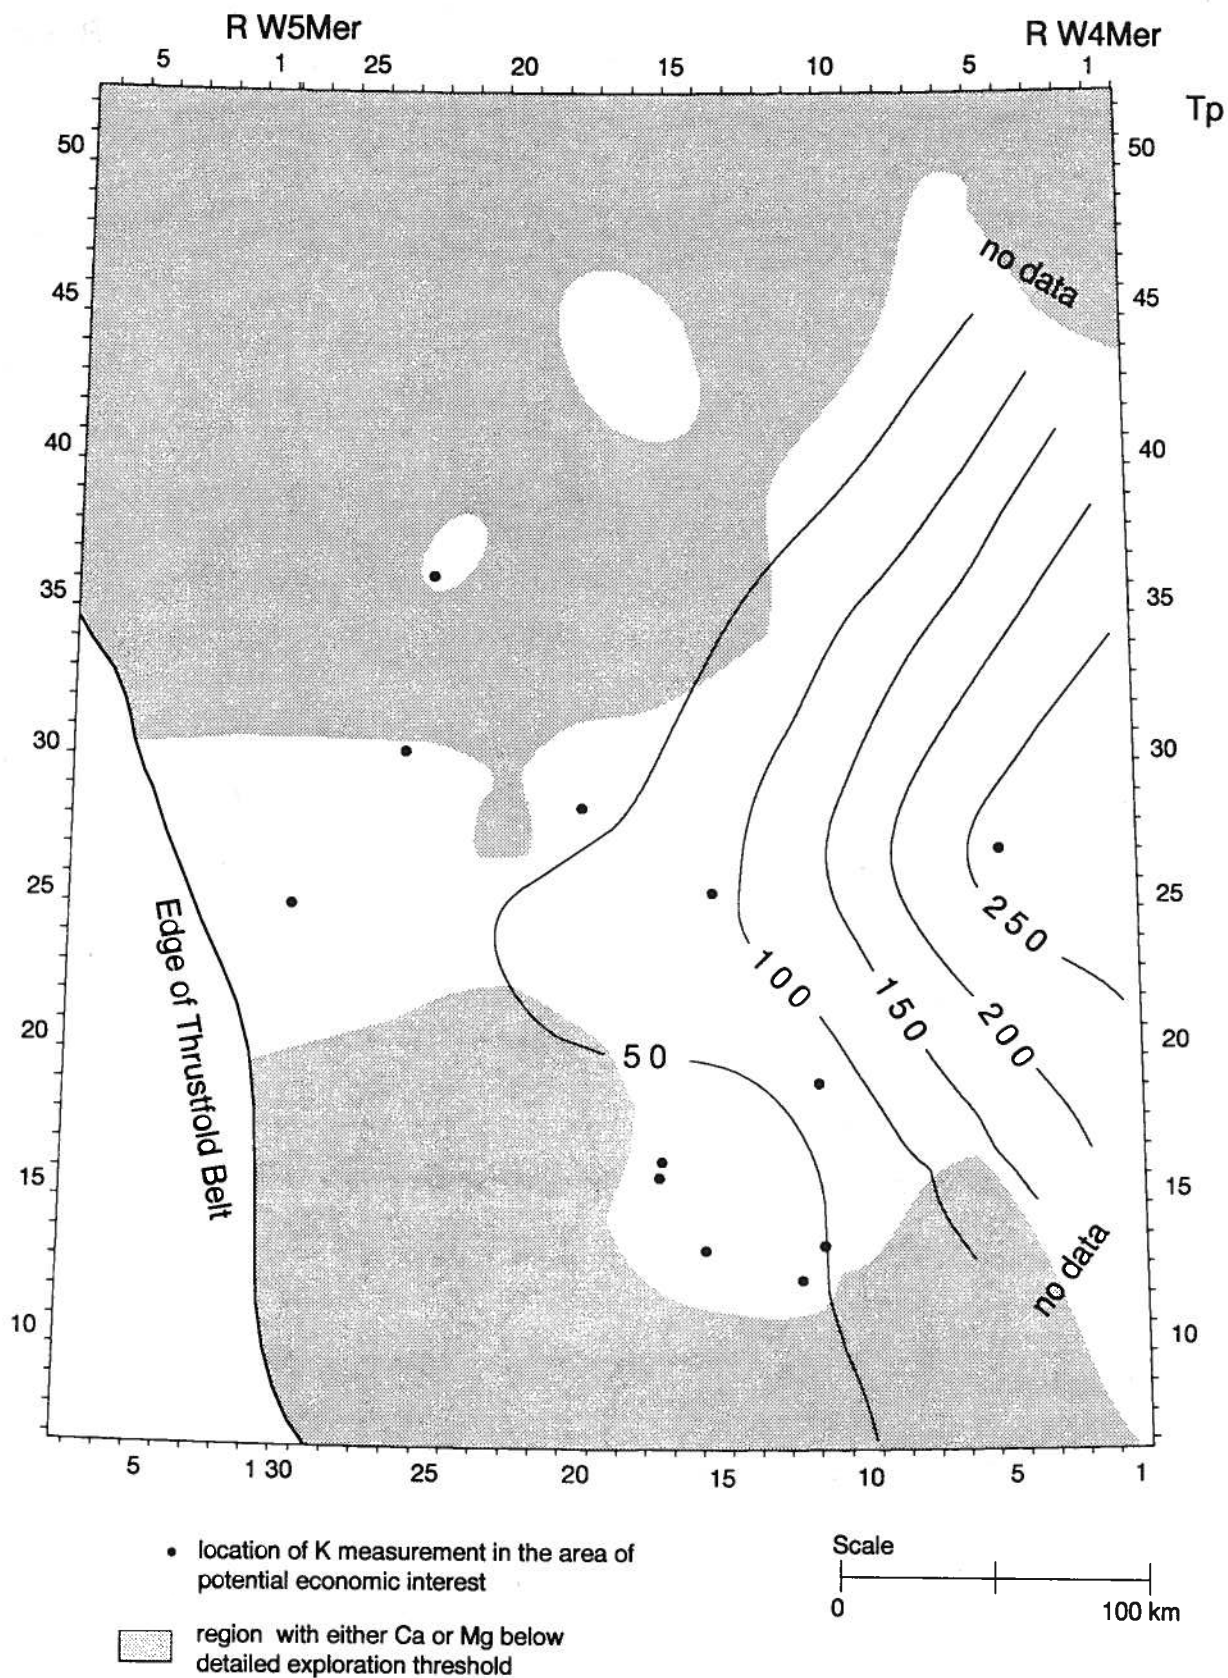 R W5Mer R W4Mer
5 1 25 20 15 10 5 1
Tp
50 50
no data
45 45
40 40
35 35
30 30
25 25
250
100 150 200
Edge of Thrustfold Belt
20 20
50
15 15
no data
10 10
5 1 30 25 20 15 10 5 1
• location of K measurement in the area of
potential economic interest
region with either Ca or Mg below
detailed exploration threshold
Scale
0 100 km